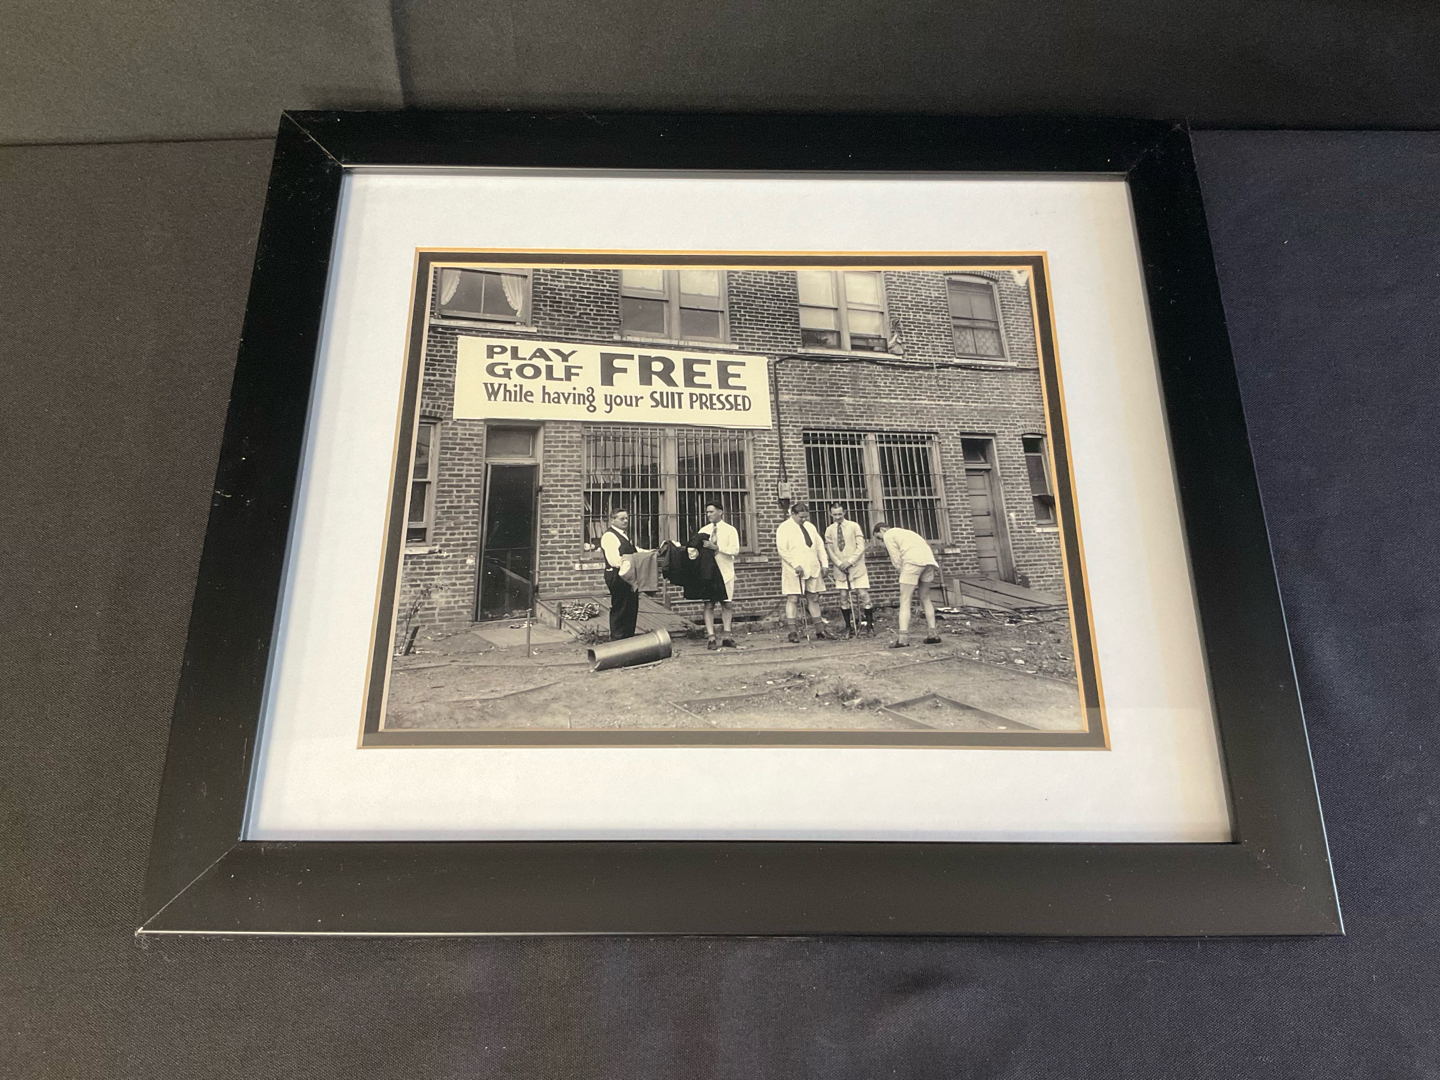 PLAY GOLF FREE
While having your SUIT PRESSED